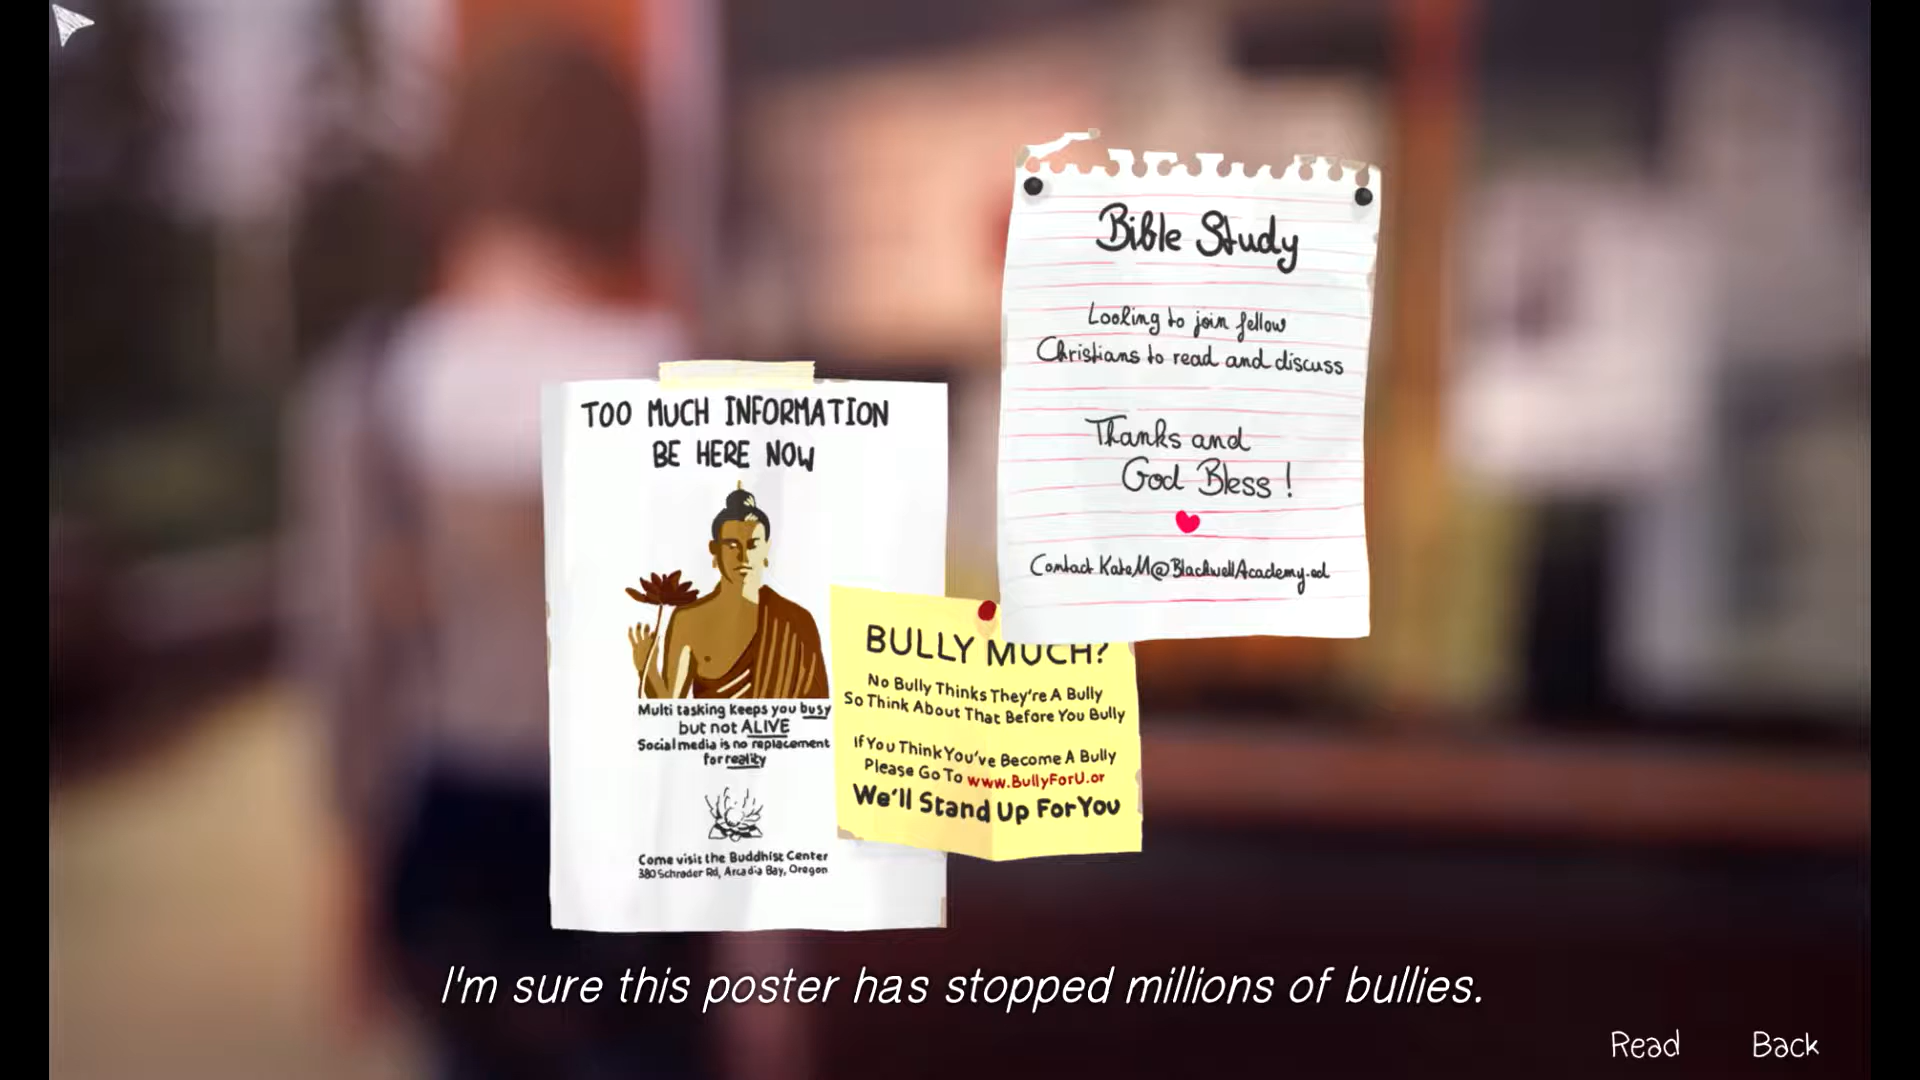 TOO MUCH INFORMATION
BE HERE NOW
Multi tasking keeps you busy
but not ALIVE
Social media is no replacement
for reality
Come visit the Buddhist Center
380 Schroder Rd, Arcadia Bay, Oregon
BULLY MUCH?
No Bully Thinks They're A Bully
So Think About That Before You Bully
If You Think You've Become A Bully
Please Go To www.BullyForU.or
We'll Stand Up For You
Bible Study
Looking to join fellow
Christians to read and discuss
Thanks and
God Bless!
Contact KateM@BlackwellAcademy.ed
I'm sure this poster has stopped millions of bullies.
Read Back